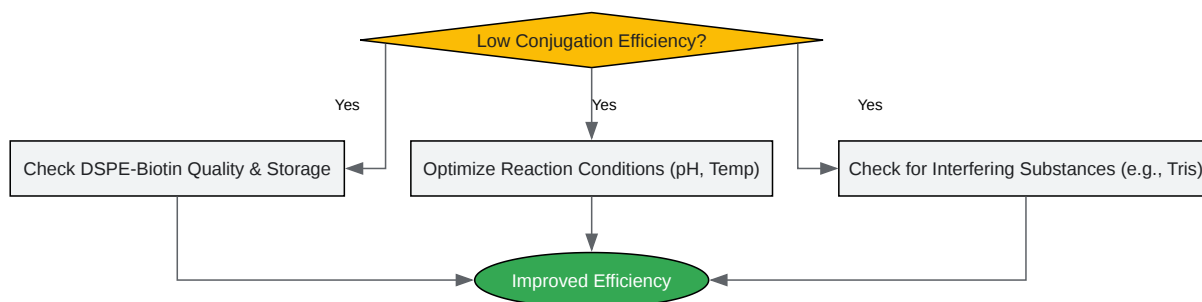 Low Conjugation Efficiency?
Yes
Yes
Yes
Check DSPE-Biotin Quality & Storage
Optimize Reaction Conditions (pH, Temp)
Check for Interfering Substances (e.g., Tris)
Improved Efficiency